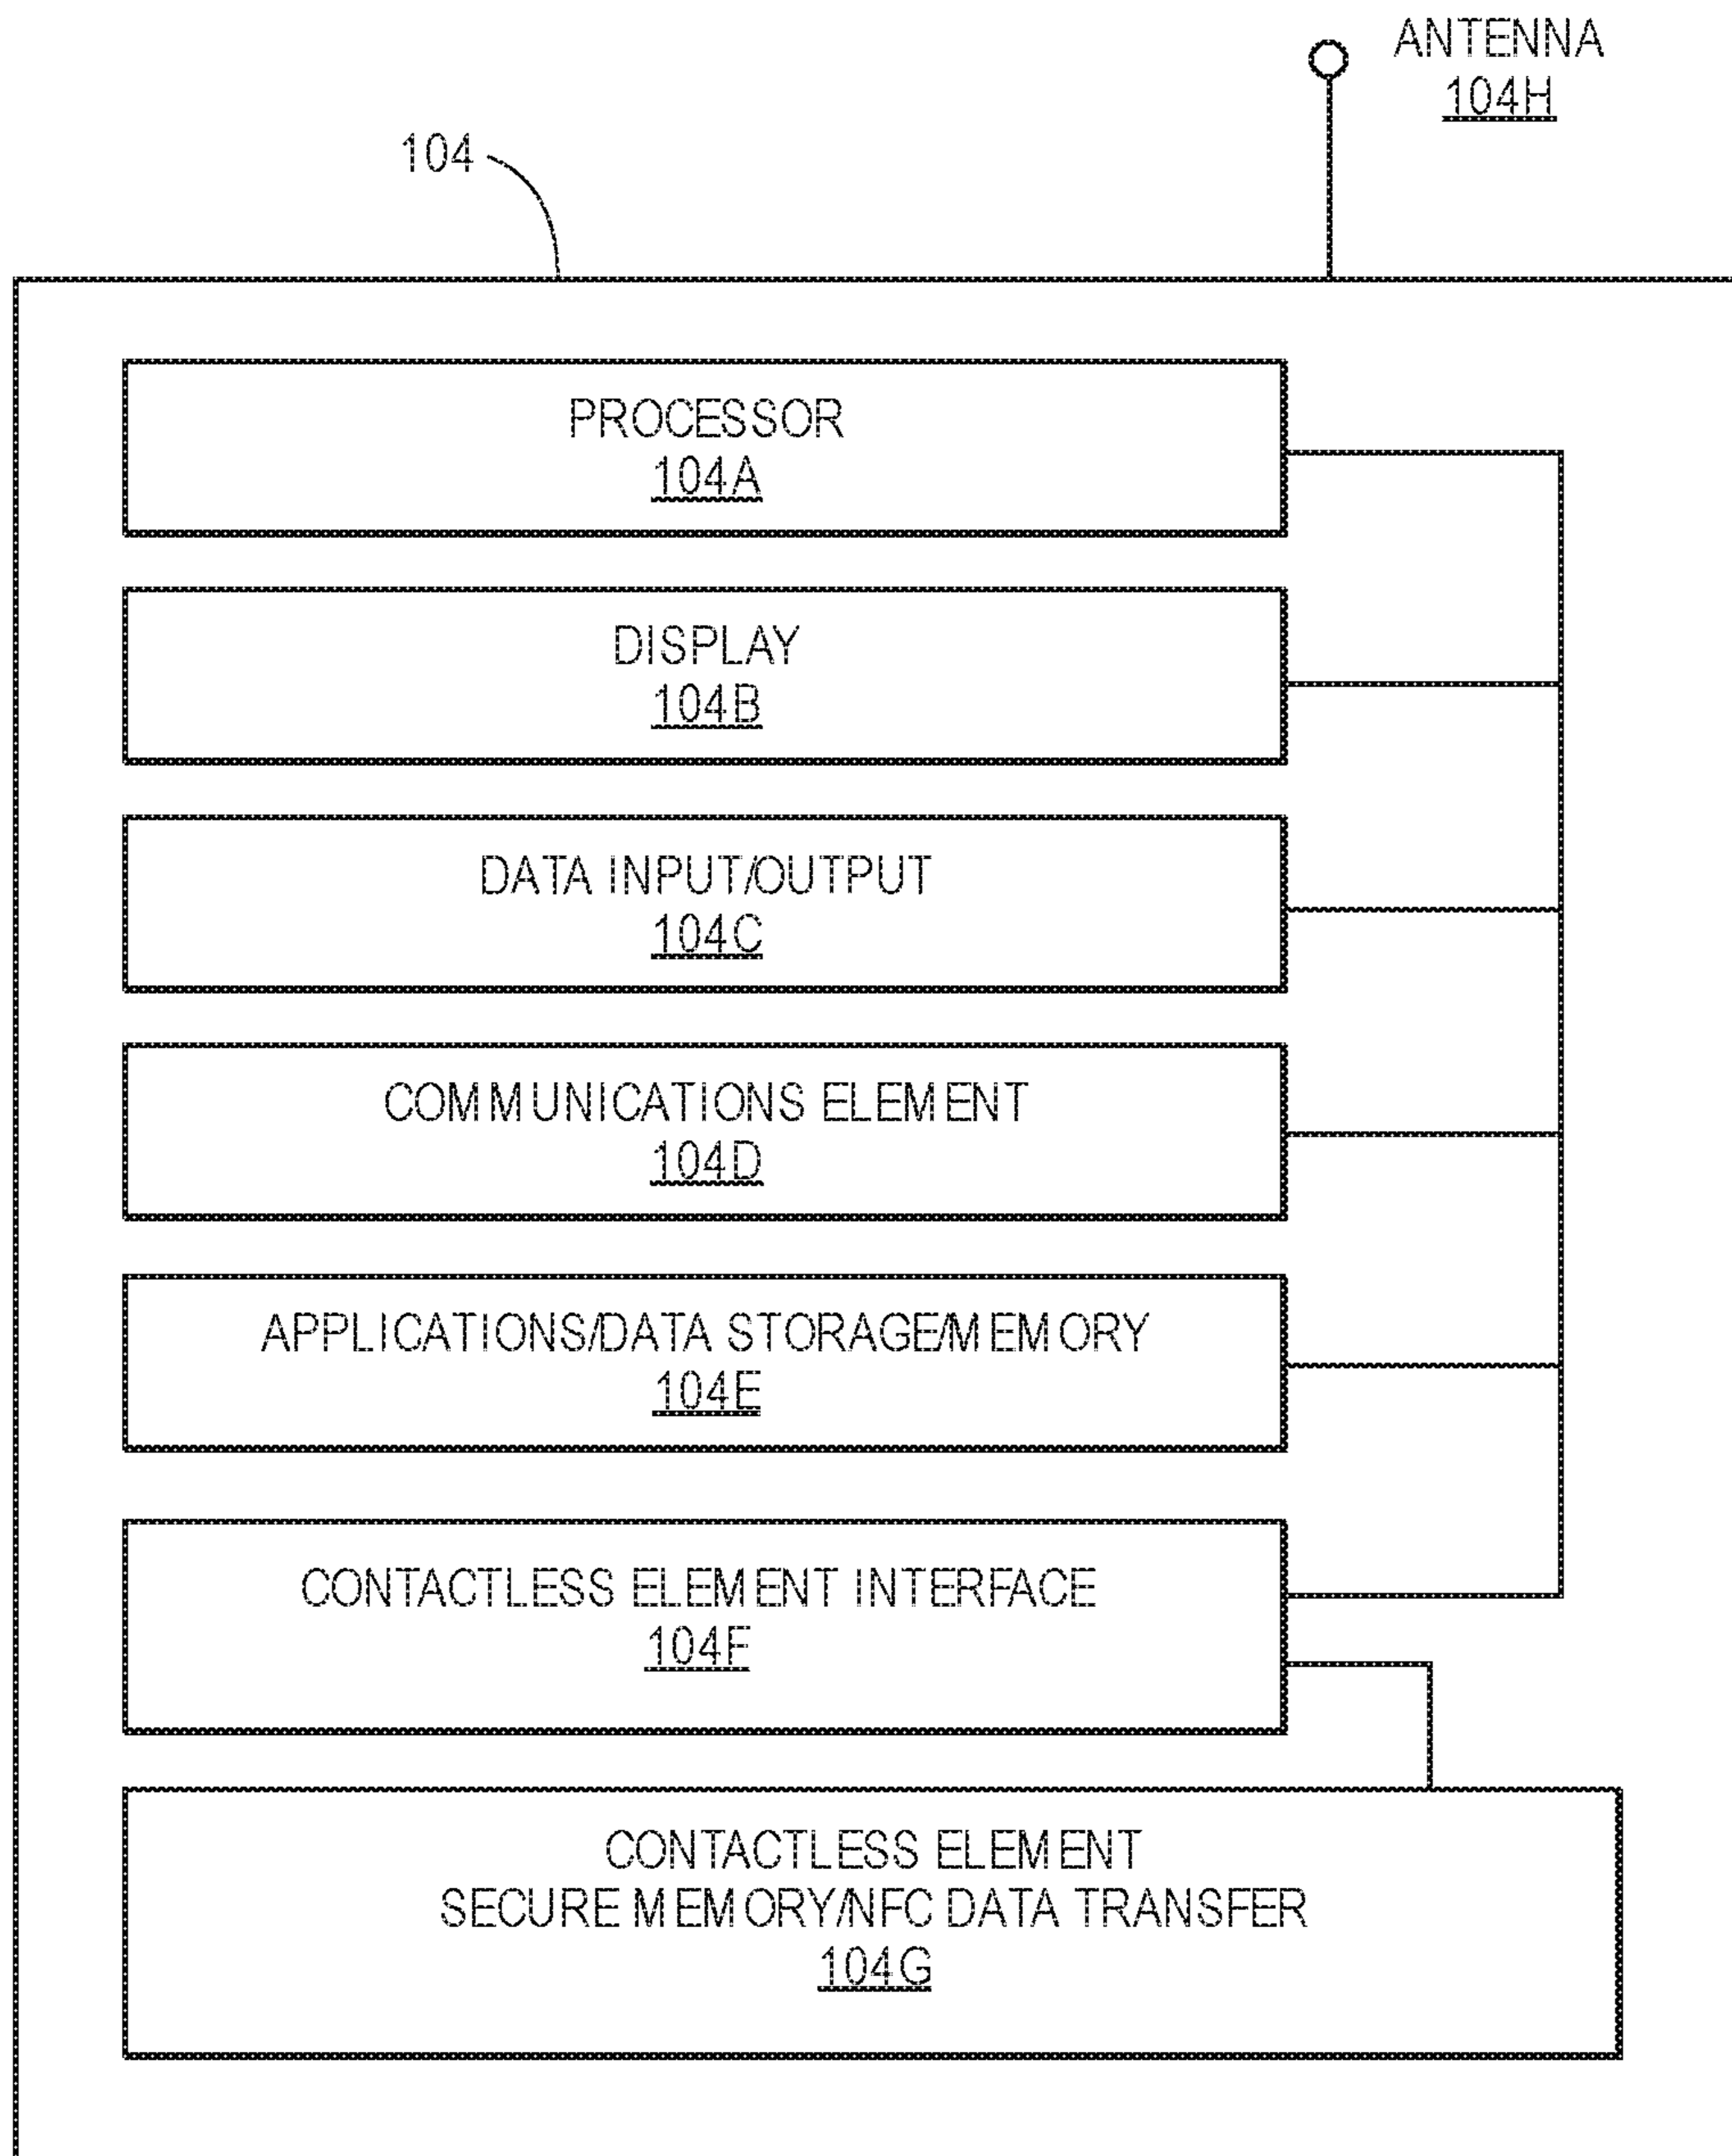 ANTENNA
104H
104
PROCESSOR
104A
DISPLAY
104B
DATA INPUT/OUTPUT
104C
COMMUNICATIONS ELEMENT
104D
APPLICATIONS/DATA STORAGE/MEMORY
104E
CONTACTLESS ELEMENT INTERFACE
104F
CONTACTLESS ELEMENT
SECURE MEMORY/NFC DATA TRANSFER
104G